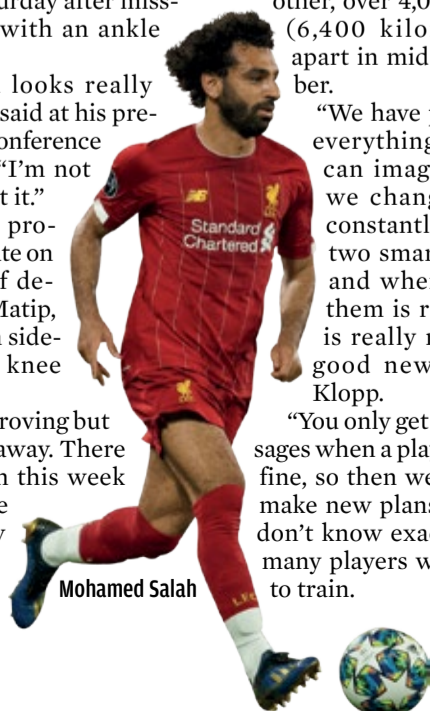 urday after miss-
with an ankle
looks really
said at his pre-
onference
“I’m not
t it.”
pro-
te on
f de-
Matip,
side-
knee
roving but
away. There
this week
Standard
Chartered
Mohamed Salah
other, over 4,0
(6,400 kilo
apart in mid
ber.
“We have
everything
can imag
we chang
constantl
two smar
and whe
them is r
is really
good new
Klopp.
“You only get
sages when a pla
fine, so then we
make new plans
don’t know exac
many players w
to train.